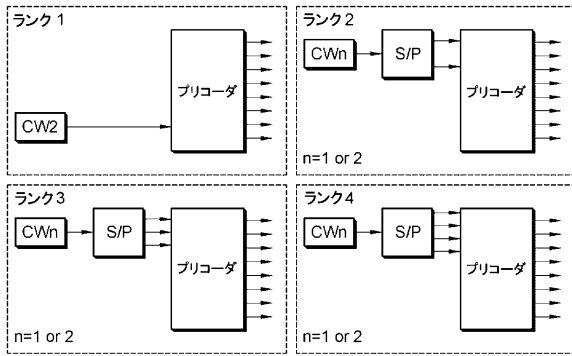 ランク 1
プリコーダ
CW2
ランク 2
CWn
S/P
プリコーダ
n=1 or 2
ランク3
CWn
S/P
プリコーダ
n=1 or 2
ランク4
CWn
S/P
プリコーダ
n=1 or 2